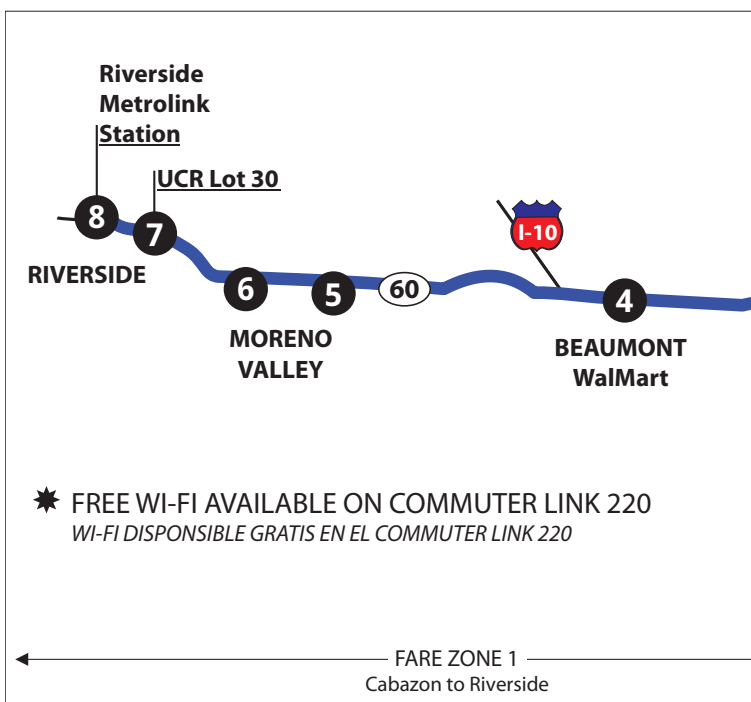 Riverside
Metrolink
Station
UCR Lot 30
8
7
I-10
RIVERSIDE
6
5
60
4
MORENO
VALLEY
BEAUMONT
WalMart
FREE WI-FI AVAILABLE ON COMMUTER LINK 220
WI-FI DISPONSIBLE GRATIS EN EL COMMUTER LINK 220
FARE ZONE 1
Cabazon to Riverside